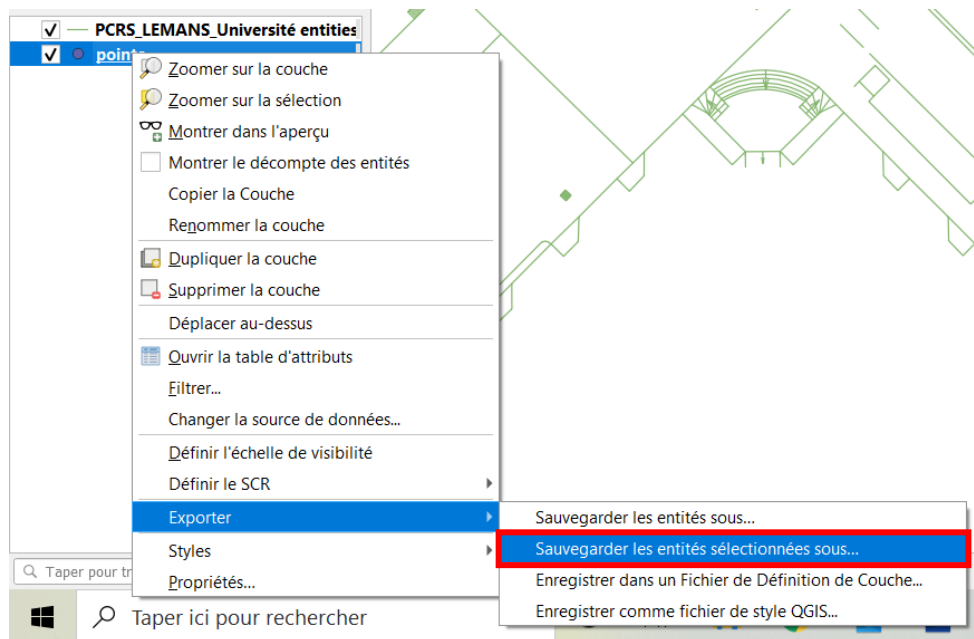 PCRS_LEMANS_Université entities
points
Zoomer sur la couche
Zoomer sur la sélection
Montrer dans l'aperçu
Montrer le décompte des entités
Copier la Couche
Renommer la couche
Dupliquer la couche
Supprimer la couche
Déplacer au-dessus
Ouvrir la table d'attributs
Filtrer...
Changer la source de données...
Définir l'échelle de visibilité
Définir le SCR
Exporter
Styles
Propriétés...
Sauvegarder les entités sous...
Sauvegarder les entités sélectionnées sous...
Enregistrer dans un Fichier de Définition de Couche...
Enregistrer comme fichier de style QGIS...
Taper pour tr
Taper ici pour rechercher